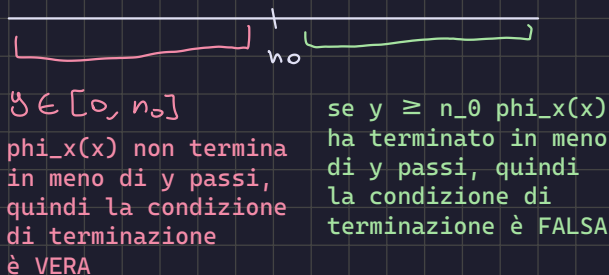 n0
y ∈ [0, n0]
phi_x(x) non termina
in meno di y passi,
quindi la condizione
di terminazione
è VERA
se y ≥ n_0 phi_x(x)
ha terminato in meno
di y passi, quindi
la condizione di
terminazione è FALSA